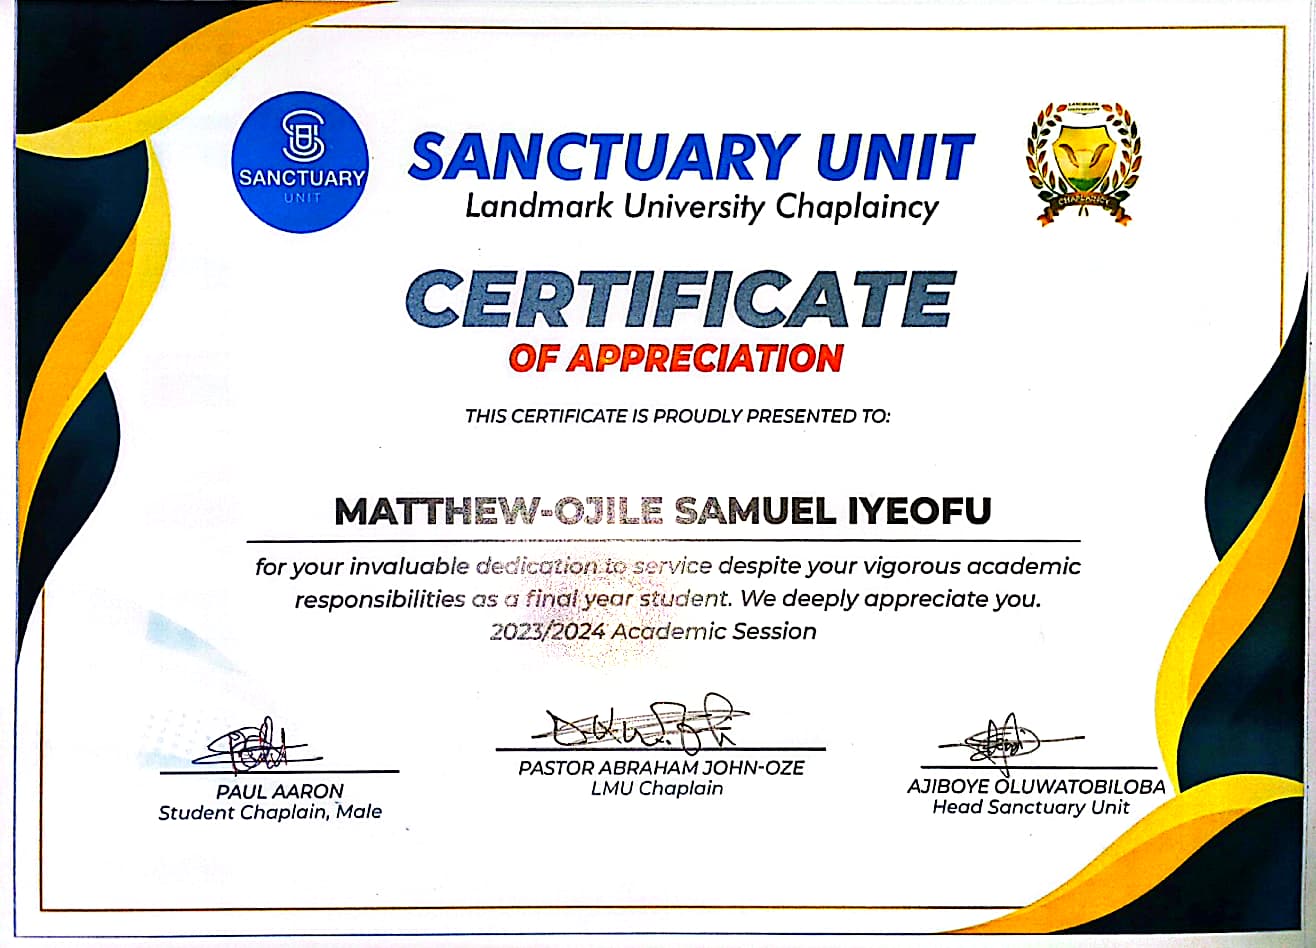 SANCTUARY
UNIT
SANCTUARY UNIT
Landmark University Chaplaincy
LANDMARK
UNIVERSITY
CHAPLAINCY
CERTIFICATE
OF APPRECIATION
THIS CERTIFICATE IS PROUDLY PRESENTED TO:
MATTHEW-OJILE SAMUEL IYEOFU
for your invaluable dedication to service despite your vigorous academic
responsibilities as a final year student. We deeply appreciate you.
2023/2024 Academic Session
PAUL AARON
Student Chaplain, Male
PASTOR ABRAHAM JOHN-OZE
LMU Chaplain
AJIBOYE OLUWATOBILOBA
Head Sanctuary Unit